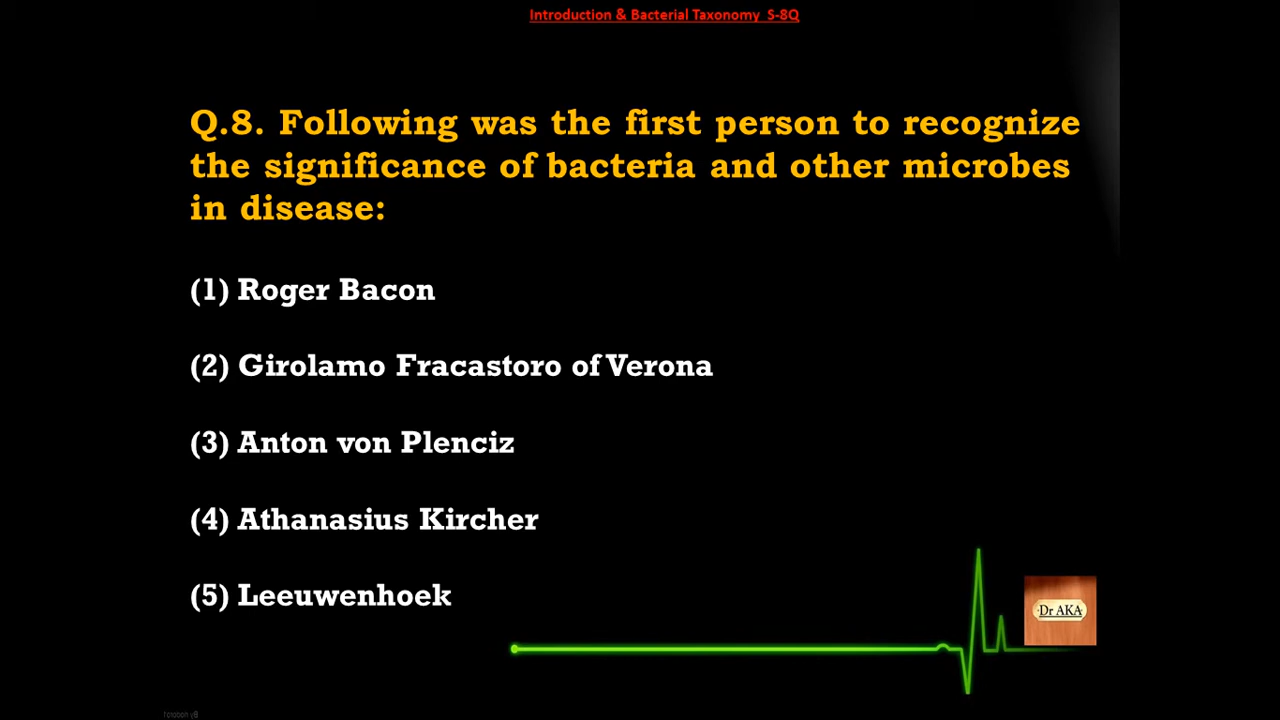 Introduction & Bacterial Taxonomy S-8Q
Q.8. Following was the first person to recognize
the significance of bacteria and other microbes
in disease:
(1) Roger Bacon
(2) Girolamo Fracastoro of Verona
(3) Anton von Plenciz
(4) Athanasius Kircher
(5) Leeuwenhoek
Dr AKA